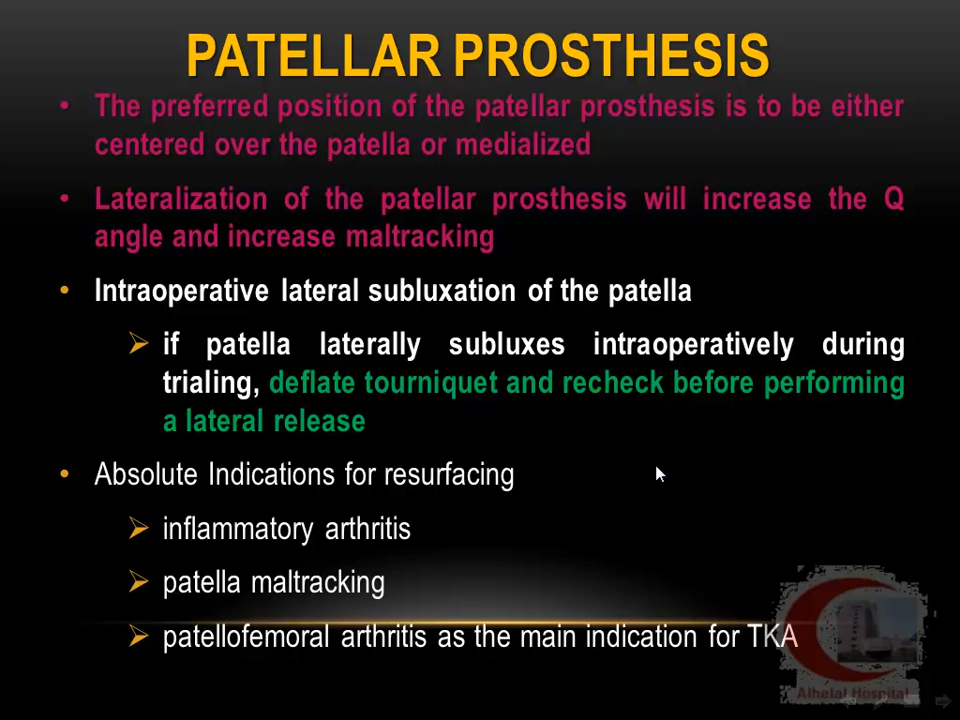 PATELLAR PROSTHESIS
• The preferred position of the patellar prosthesis is to be either
centered over the patella or medialized
• Lateralization of the patellar prosthesis will increase the Q
angle and increase maltracking
• Intraoperative lateral subluxation of the patella
➢ if patella laterally subluxes intraoperatively during
trialing, deflate tourniquet and recheck before performing
a lateral release
• Absolute Indications for resurfacing
➢ inflammatory arthritis
➢ patella maltracking
➢ patellofemoral arthritis as the main indication for TKA
Alhelal Hospital